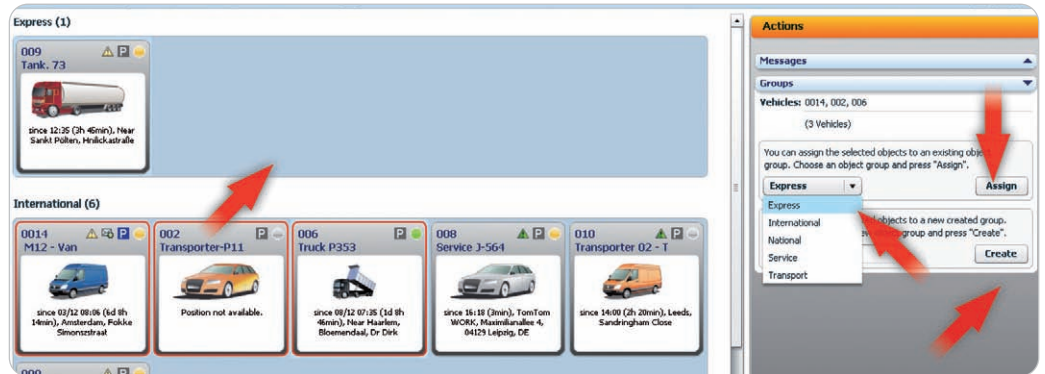 Express (1)
009
Tank. 73
since 12:35 (3h 45min), Near
Sankt Pölten, Hnilickastraße
International (6)
0014
M12 - Van
since 03/12 08:06 (6d 8h
14min), Amsterdam, Fokke
Simonszstraat
002
Transporter-P11
Position not available.
006
Truck P353
since 08/12 07:35 (1d 8h
46min), Near Haarlem,
Bloemendaal, Dr Dirk
008
Service J-564
since 16:18 (3min), TomTom
WORK, Maximilianallee 4,
04129 Leipzig, DE
010
Transporter 02 - T
since 14:00 (2h 20min), Leeds,
Sandringham Close
Actions
Messages
Groups
Vehicles: 0014, 002, 006
(3 Vehicles)
You can assign the selected objects to an existing
group. Choose an object group and press "Assign".
Express
Assign
Express
International
National
Service
Transport
objects to a new created group.
group and press "Create".
Create